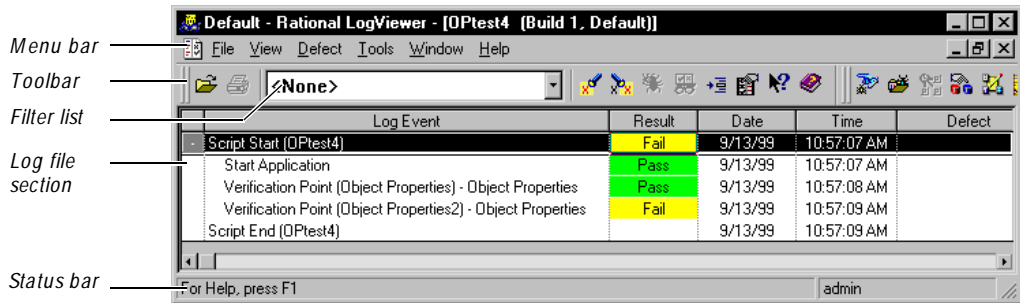 Default - Rational LogViewer - [OPtest4 (Build 1, Default)]
Menu bar
File View Defect Tools Window Help
Toolbar
<None>
Filter list
Log Event Result Date Time Defect
Script Start (OPtest4) Fail 9/13/99 10:57:07 AM
Log file
section
Start Application Pass 9/13/99 10:57:07 AM
Verification Point (Object Properties) - Object Properties Pass 9/13/99 10:57:08 AM
Verification Point (Object Properties2) - Object Properties Fail 9/13/99 10:57:09 AM
Script End (OPtest4) 9/13/99 10:57:09 AM
Status bar
For Help, press F1 admin